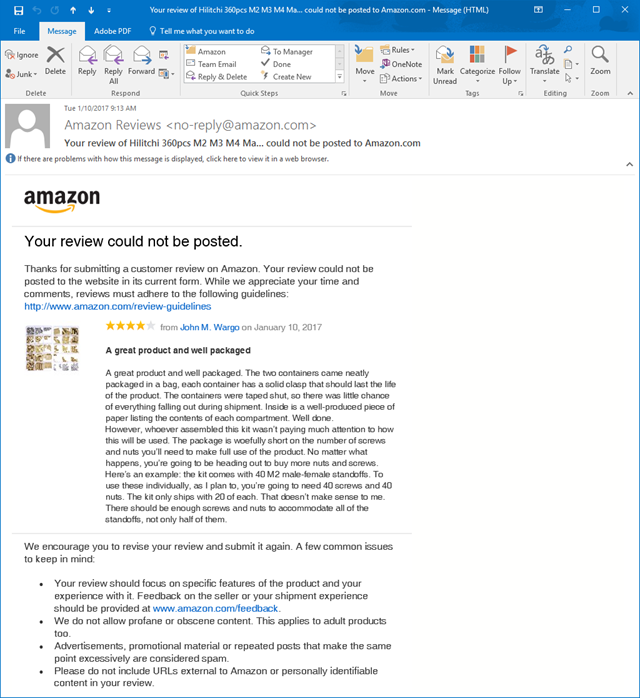 Your review of Hilitchi 360pcs M2 M3 M4 Ma... could not be posted to Amazon.com - Message (HTML)
File Message Adobe PDF Tell me what you want to do
Ignore
Junk
Delete
Delete
Reply
Reply All
Forward
Respond
Amazon
Team Email
Reply & Delete
To Manager
Done
Create New
Quick Steps
Move
Rules
OneNote
Actions
Move
Mark Unread
Categorize
Follow Up
Tags
Translate
Editing
Zoom
Zoom
Tue 1/10/2017 9:13 AM
Amazon Reviews <no-reply@amazon.com>
Your review of Hilitchi 360pcs M2 M3 M4 Ma... could not be posted to Amazon.com
If there are problems with how this message is displayed, click here to view it in a web browser.
amazon
Your review could not be posted.
Thanks for submitting a customer review on Amazon. Your review could not be
posted to the website in its current form. While we appreciate your time and
comments, reviews must adhere to the following guidelines:
http://www.amazon.com/review-guidelines
from John M. Wargo on January 10, 2017
A great product and well packaged
A great product and well packaged. The two containers came neatly
packaged in a bag, each container has a solid clasp that should last the life
of the product. The containers were taped shut, so there was little chance
of everything falling out during shipment. Inside is a well-produced piece of
paper listing the contents of each compartment. Well done.
However, whoever assembled this kit wasn't paying much attention to how
this will be used. The package is woefully short on the number of screws
and nuts you'll need to make full use of the product. No matter what
happens, you're going to be heading out to buy more nuts and screws.
Here's an example: the kit comes with 40 M2 male-female standoffs. To
use these individually, as I plan to, you're going to need 40 screws and 40
nuts. The kit only ships with 20 of each. That doesn't make sense to me.
There should be enough screws and nuts to accommodate all of the
standoffs, not only half of them.
We encourage you to revise your review and submit it again. A few common issues
to keep in mind:
• Your review should focus on specific features of the product and your
experience with it. Feedback on the seller or your shipment experience
should be provided at www.amazon.com/feedback.
• We do not allow profane or obscene content. This applies to adult products
too.
• Advertisements, promotional material or repeated posts that make the same
point excessively are considered spam.
• Please do not include URLs external to Amazon or personally identifiable
content in your review.